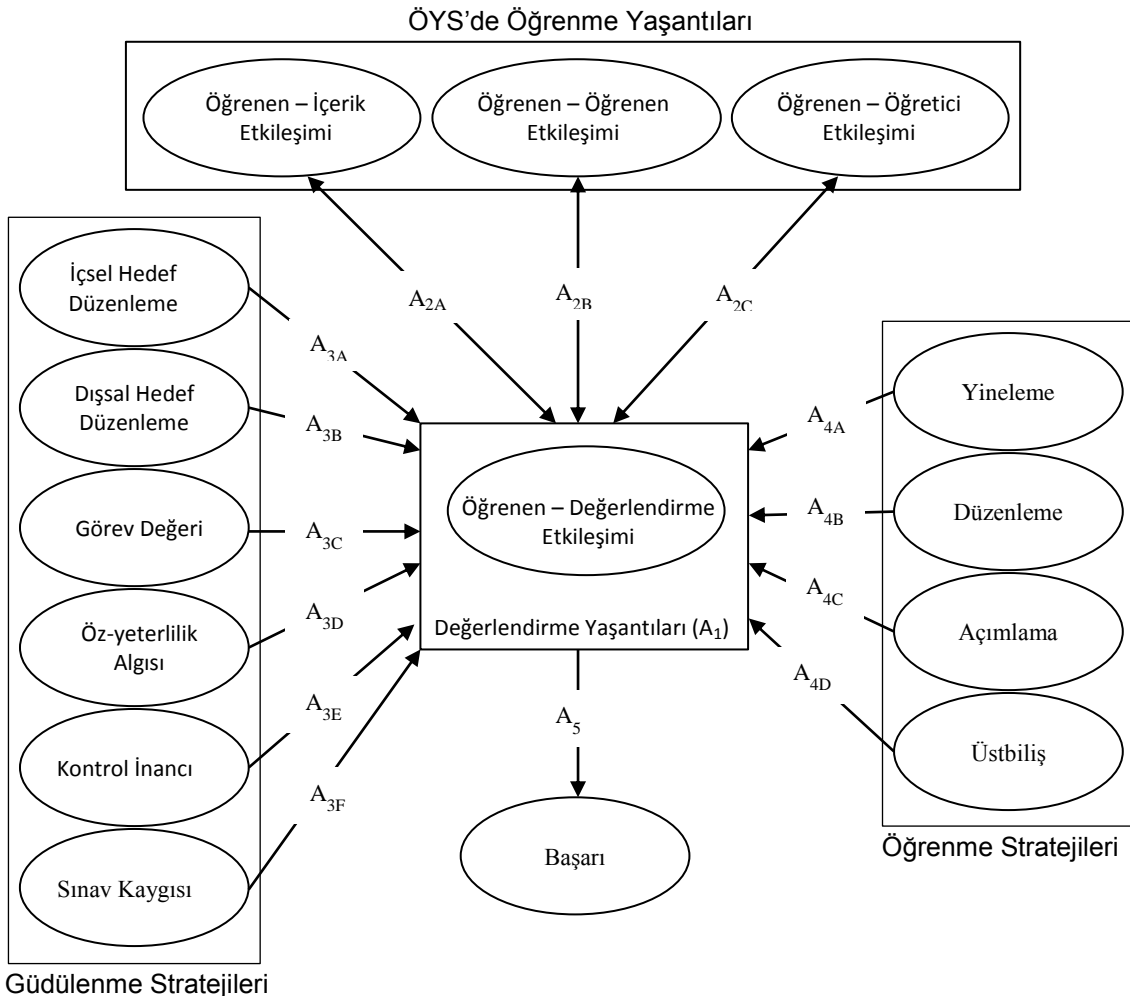 ÖYS’de Öğrenme Yaşantıları
Öğrenen – İçerik
Etkileşimi
Öğrenen – Öğrenen
Etkileşimi
Öğrenen – Öğretici
Etkileşimi
A2A
A2B
A2C
İçsel Hedef
Düzenleme
Dışsal Hedef
Düzenleme
Görev Değeri
Öz-yeterlilik
Algısı
Kontrol İnancı
Sınav Kaygısı
Güdülenme Stratejileri
A3A
A3B
A3C
A3D
A3E
A3F
Öğrenen – Değerlendirme
Etkileşimi
Değerlendirme Yaşantıları (A1)
A5
Başarı
A4A
A4B
A4C
A4D
Yineleme
Düzenleme
Açımlama
Üstbiliş
Öğrenme Stratejileri